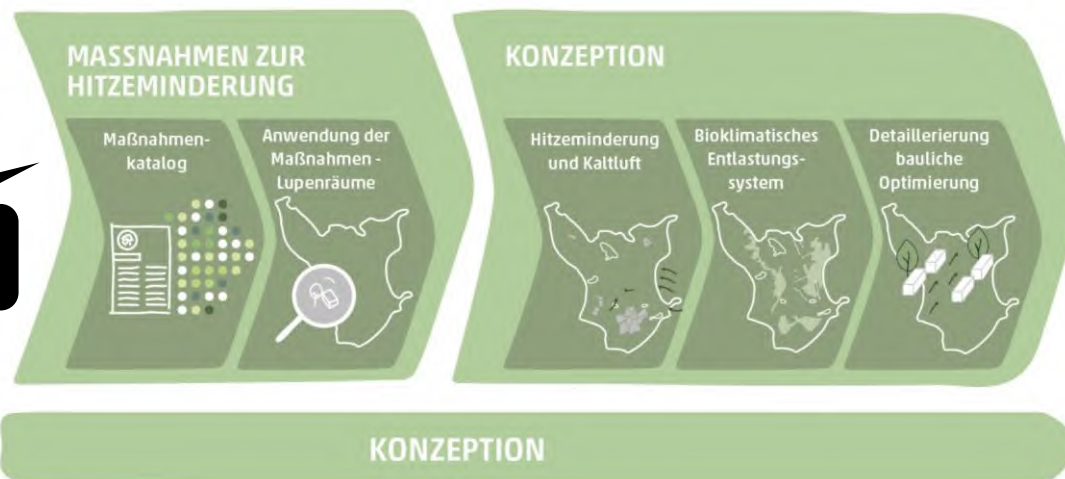 MASSNAHMEN ZUR
HITZEMINDERUNG
Maßnahmen-
katalog
Anwendung der
Maßnahmen -
Lupenräume
KONZEPTION
Hitzeminderung
und Kaltluft
Bioklimatisches
Entlastungs-
system
Detaillerierung
bauliche
Optimierung
KONZEPTION